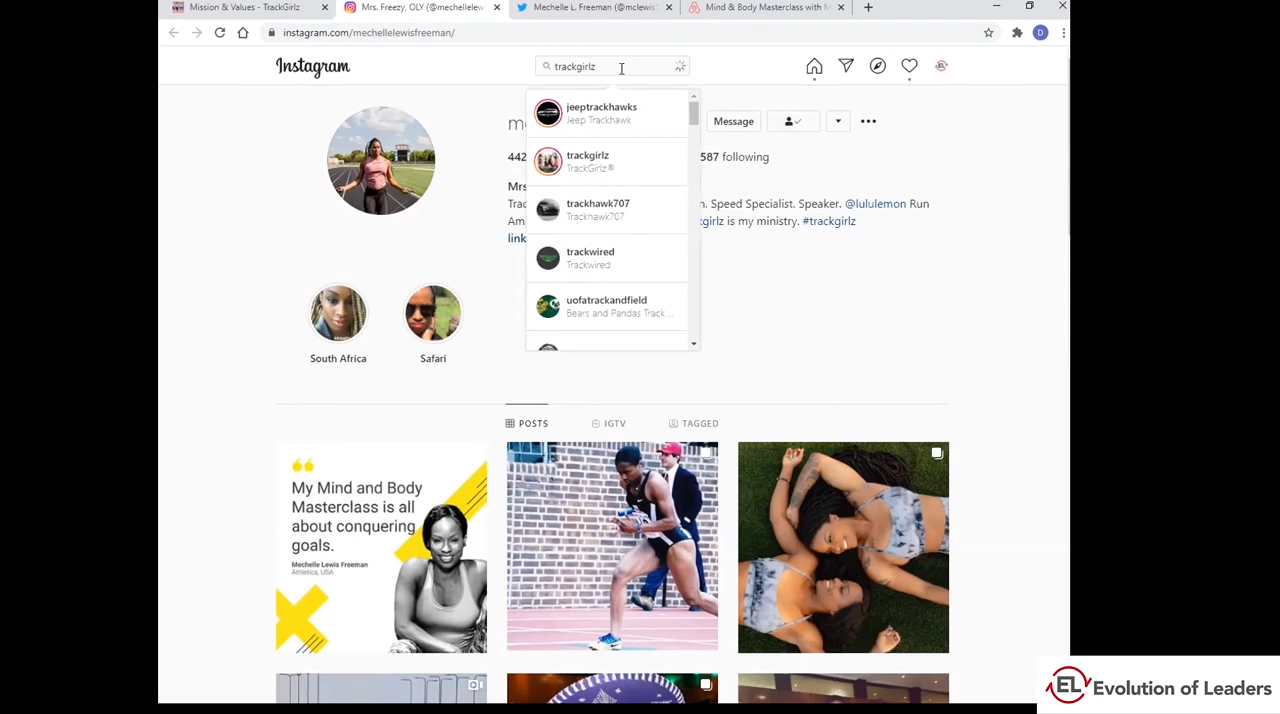 Mission & Values - TrackGirlz
Mrs. Freezy, OLY (@mechellelew
Mechelle L. Freeman (@mclewis
Mind & Body Masterclass with M
instagram.com/mechellelewisfreeman/
D
Instagram
trackgirlz
EL
jeeptrackhawks
Jeep Trackhawk
trackgirlz
TrackGirlz®
trackhawk707
Trackhawk707
trackwired
Trackwired
uofatrackandfield
Bears and Pandas Track ...
Message
442
587 following
Mrs
Trac
n. Speed Specialist. Speaker. @lululemon Run
Am
kgirlz is my ministry. #trackgirlz
link
South Africa
Safari
POSTS
IGTV
TAGGED
My Mind and Body
Masterclass is all
about conquering
goals.
Mechelle Lewis Freeman
Athletics, USA
EL Evolution of Leaders